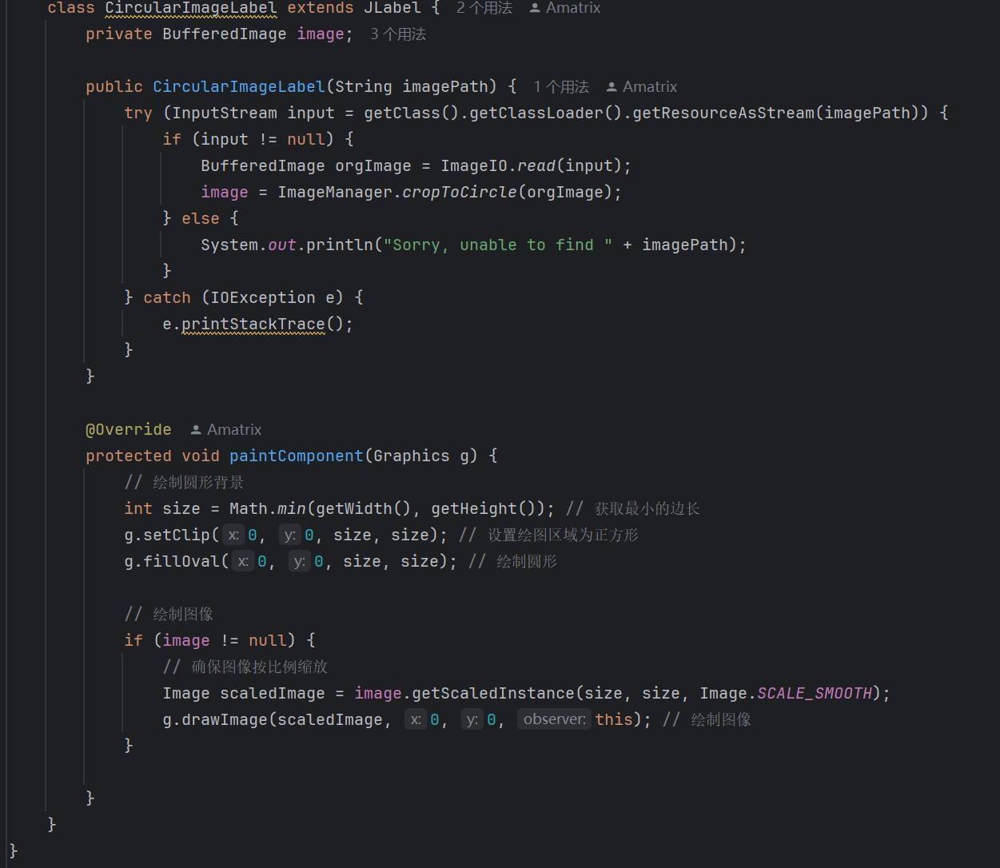 class CircularImageLabel extends JLabel { 2 个用法 Amatrix
private BufferedImage image; 3 个用法
public CircularImageLabel(String imagePath) { 1 个用法 Amatrix
try (InputStream input = getClass().getClassLoader().getResourceAsStream(imagePath)) {
if (input != null) {
BufferedImage orgImage = ImageIO.read(input);
image = ImageManager.cropToCircle(orgImage);
} else {
System.out.println("Sorry, unable to find " + imagePath);
}
} catch (IOException e) {
e.printStackTrace();
}
}
@Override Amatrix
protected void paintComponent(Graphics g) {
// 绘制圆形背景
int size = Math.min(getWidth(), getHeight()); // 获取最小的边长
g.setClip( x: 0, y: 0, size, size); // 设置绘图区域为正方形
g.fillOval( x: 0, y: 0, size, size); // 绘制圆形
// 绘制图像
if (image != null) {
// 确保图像按比例缩放
Image scaledImage = image.getScaledInstance(size, size, Image.SCALE_SMOOTH);
g.drawImage(scaledImage, x: 0, y: 0, observer: this); // 绘制图像
}
}
}
}